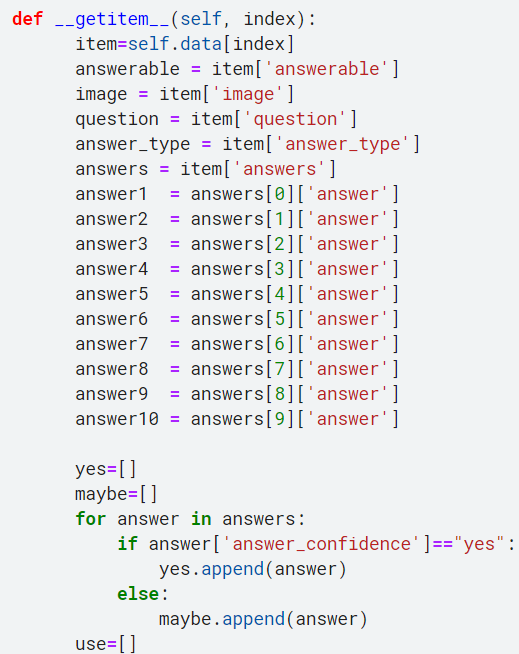 def __getitem__(self, index):
item=self.data[index]
answerable = item['answerable']
image = item['image']
question = item['question']
answer_type = item['answer_type']
answers = item['answers']
answer1  = answers[0]['answer']
answer2  = answers[1]['answer']
answer3  = answers[2]['answer']
answer4  = answers[3]['answer']
answer5  = answers[4]['answer']
answer6  = answers[5]['answer']
answer7  = answers[6]['answer']
answer8  = answers[7]['answer']
answer9  = answers[8]['answer']
answer10 = answers[9]['answer']
yes=[]
maybe=[]
for answer in answers:
if answer['answer_confidence']=="yes":
yes.append(answer)
else:
maybe.append(answer)
use=[]